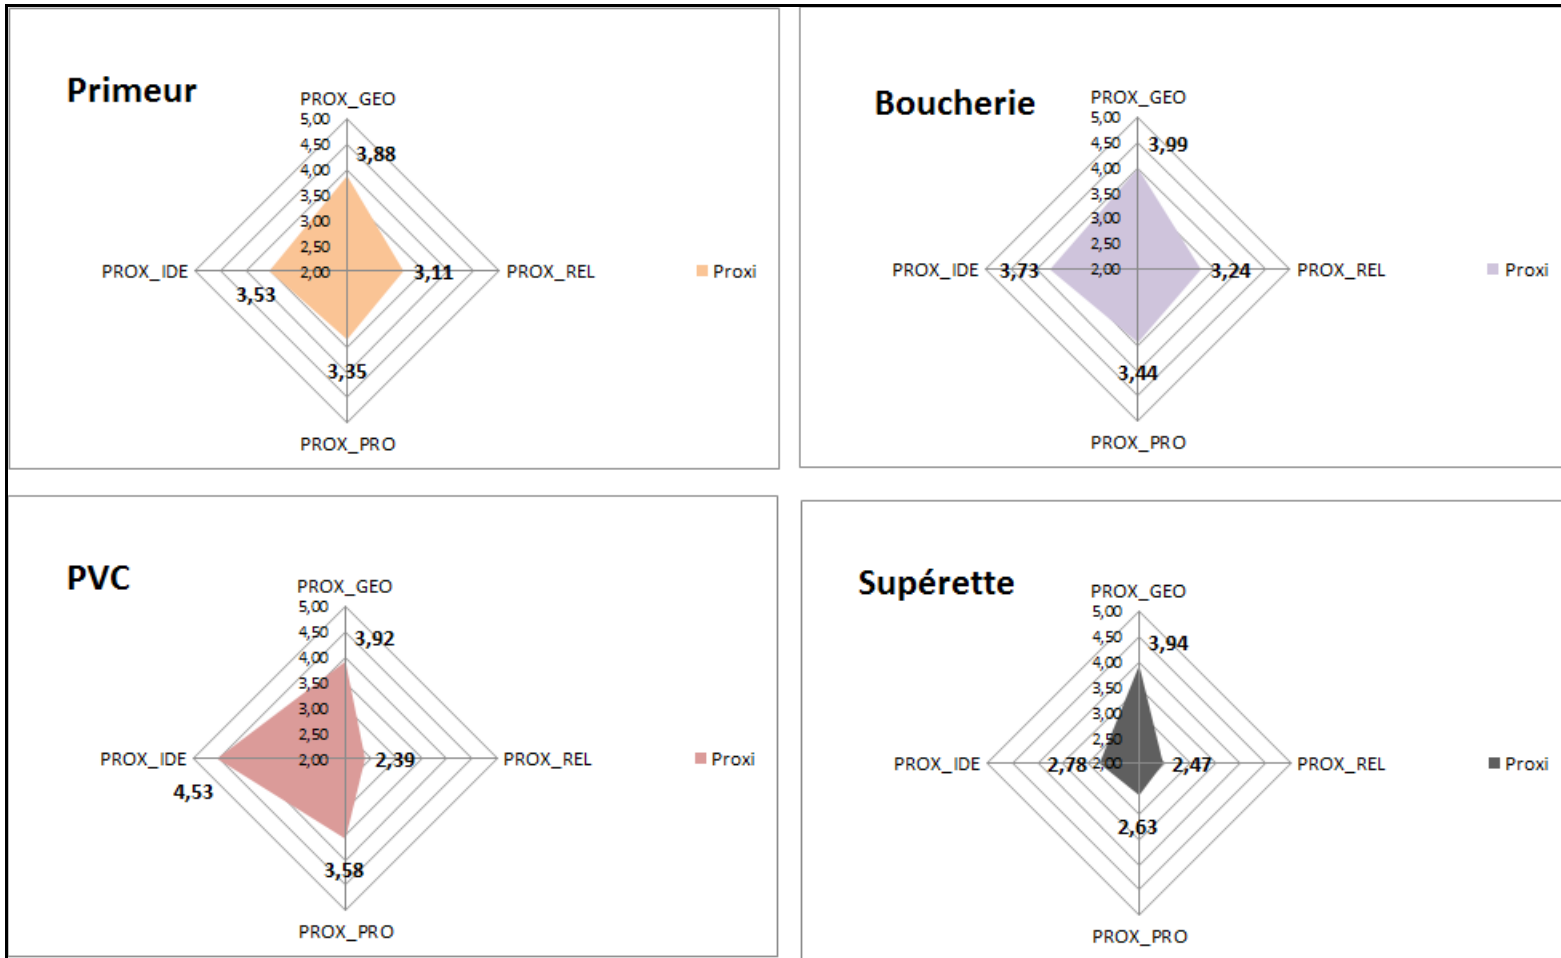 Primeur
PROX_GEO
5,00
4,50
3,88
4,00
3,50
3,00
2,50
PROX_IDE
2,00
3,11
PROX_REL
Proxi
3,53
3,35
PROX_PRO
Boucherie
PROX_GEO
5,00
4,50
3,99
4,00
3,50
3,00
2,50
PROX_IDE
3,73
2,00
3,24
PROX_REL
Proxi
3,44
PROX_PRO
PVC
PROX_GEO
5,00
4,50
3,92
4,00
3,50
3,00
2,50
PROX_IDE
2,00
2,39
PROX_REL
Proxi
4,53
3,58
PROX_PRO
Supérette
PROX_GEO
5,00
4,50
3,94
4,00
3,50
3,00
2,50
PROX_IDE
2,78
2,00
2,47
PROX_REL
Proxi
2,63
PROX_PRO